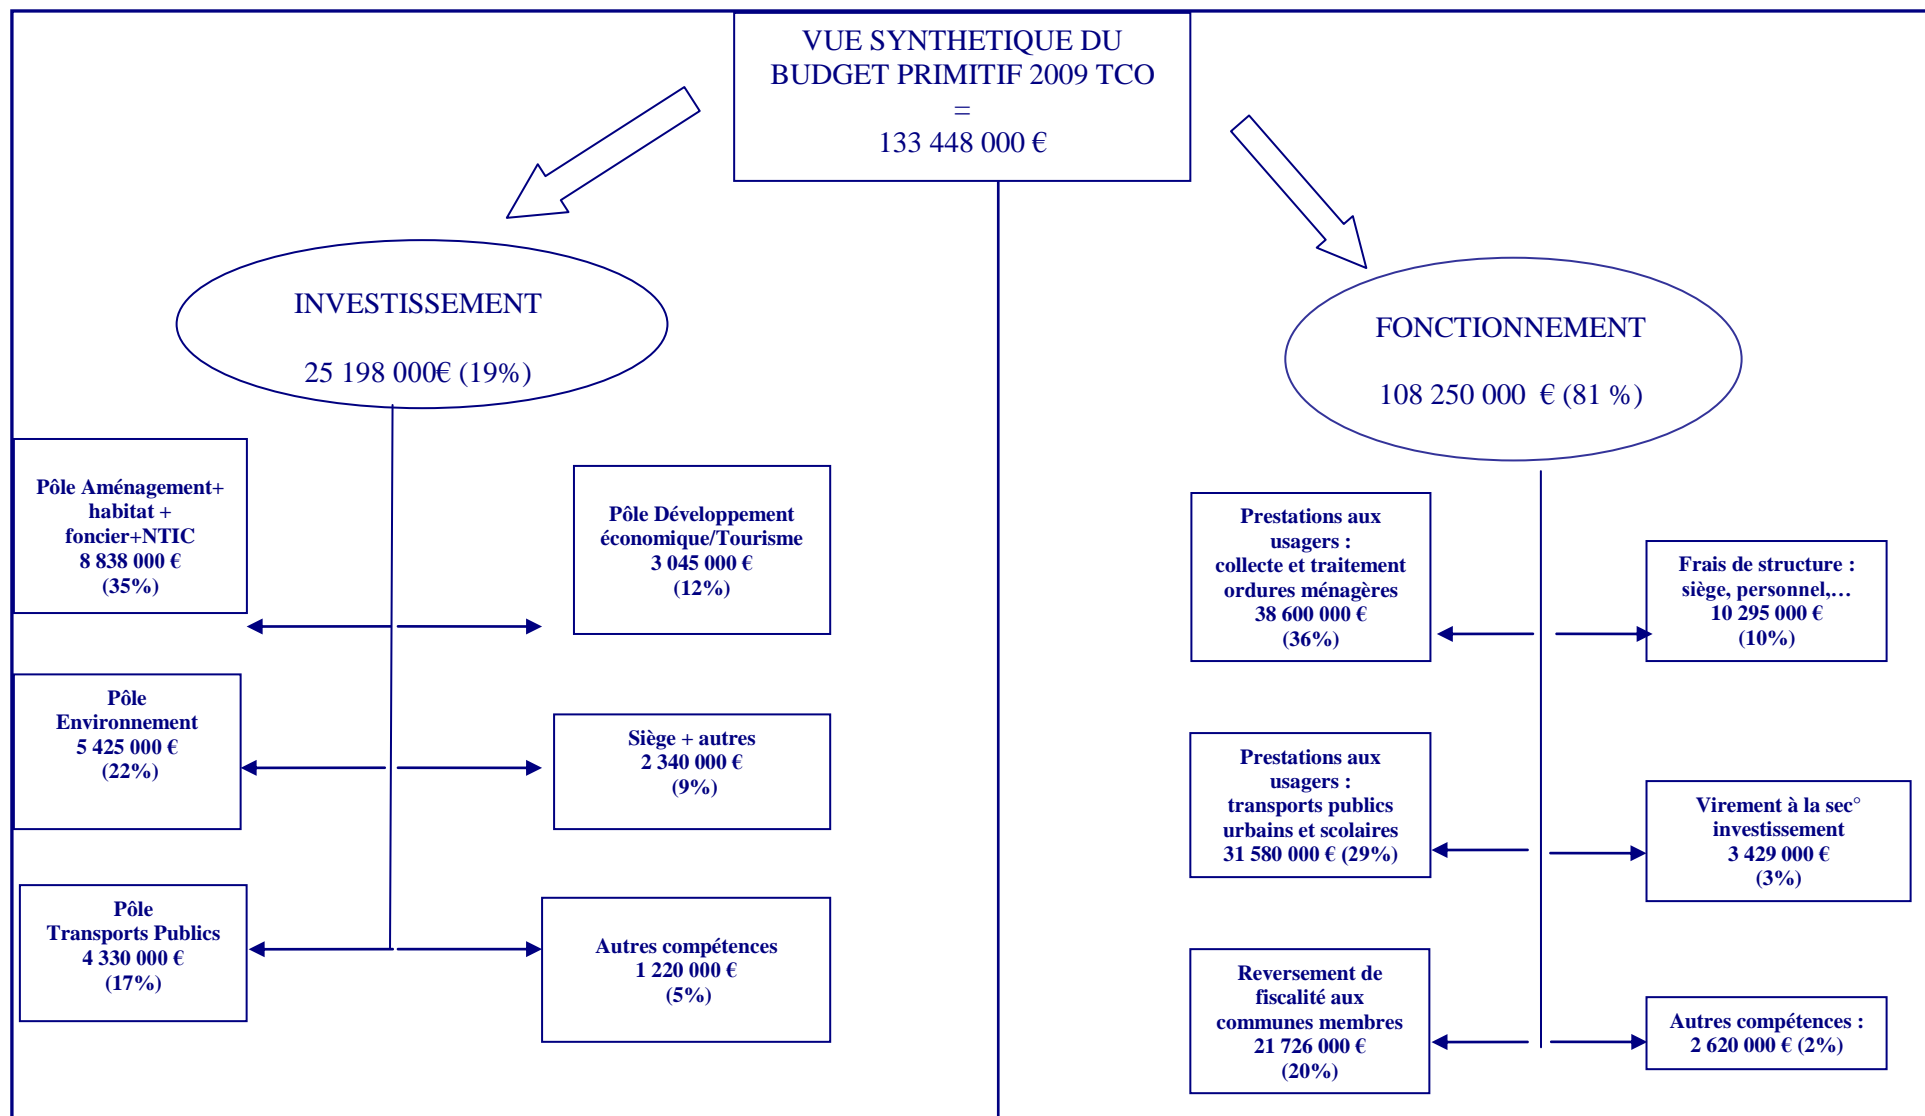 VUE SYNTHETIQUE DU
BUDGET PRIMITIF 2009 TCO
=
133 448 000 €
INVESTISSEMENT
25 198 000€ (19%)
FONCTIONNEMENT
108 250 000 € (81 %)
Pôle Aménagement+
habitat +
foncier+NTIC
8 838 000 €
(35%)
Pôle Développement
économique/Tourisme
3 045 000 €
(12%)
Pôle
Environnement
5 425 000 €
(22%)
Siège + autres
2 340 000 €
(9%)
Pôle
Transports Publics
4 330 000 €
(17%)
Autres compétences
1 220 000 €
(5%)
Prestations aux
usagers :
collecte et traitement
ordures ménagères
38 600 000 €
(36%)
Frais de structure :
siège, personnel,…
10 295 000 €
(10%)
Prestations aux
usagers :
transports publics
urbains et scolaires
31 580 000 € (29%)
Virement à la sec°
investissement
3 429 000 €
(3%)
Reversement de
fiscalité aux
communes membres
21 726 000 €
(20%)
Autres compétences :
2 620 000 € (2%)